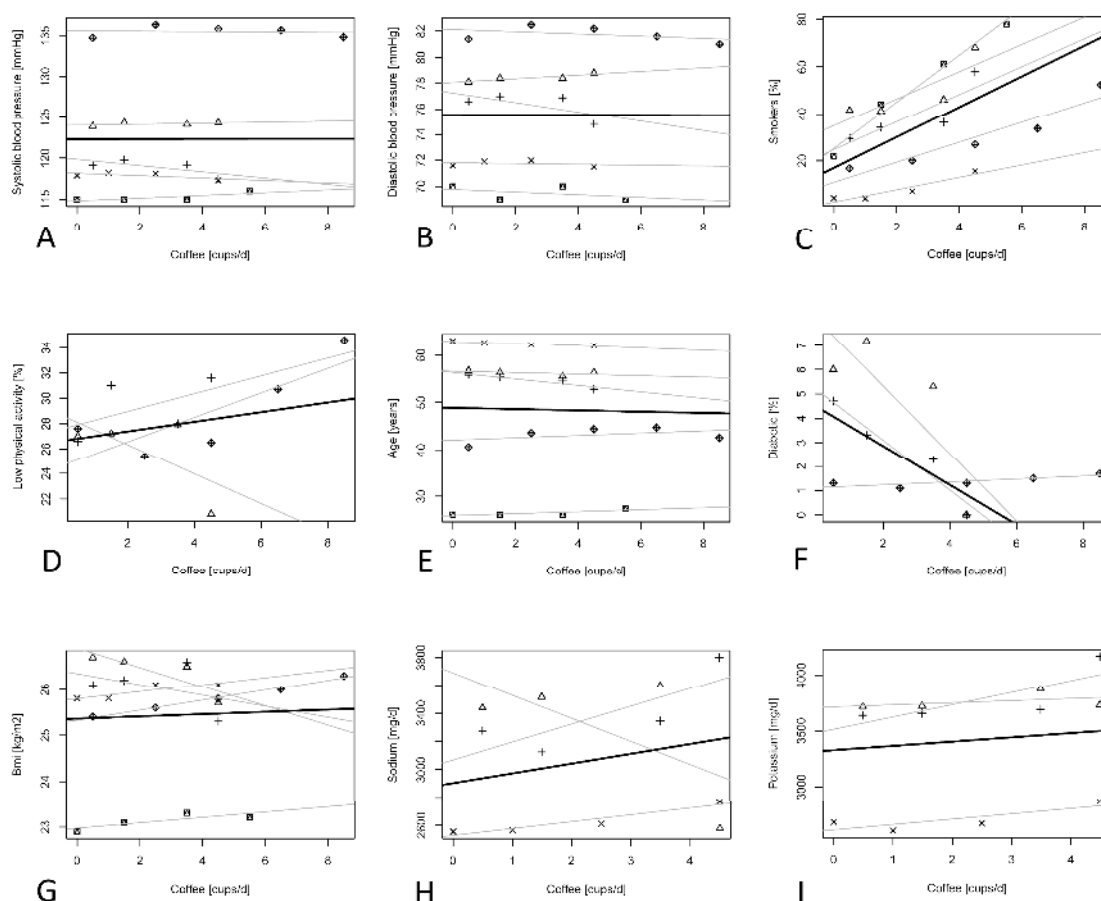 Systolic blood pressure [mmHg]
135
130
125
120
115
0 2 4 6 8
A
Coffee [cups/d]
Diastolic blood pressure [mmHg]
82
80
78
76
74
72
70
0 2 4 6 8
B
Coffee [cups/d]
Smokers [%]
80
60
40
20
0 2 4 6 8
C
Coffee [cups/d]
Low physical activity [%]
34
32
30
28
26
24
22
2 4 6 8
D
Coffee [cups/d]
Age [years]
60
50
40
30
0 2 4 6 8
E
Coffee [cups/d]
Diabetic [%]
7
6
5
4
3
2
1
0
2 4 6 8
F
Coffee [cups/d]
Bmi [kg/m2]
26
25
24
23
0 2 4 6 8
G
Coffee [cups/d]
Sodium [mg/d]
3800
3400
3000
2600
0 1 2 3 4
H
Coffee [cups/d]
Potassium [mg/d]
4000
3500
3000
0 1 2 3 4
I
Coffee [cups/d]